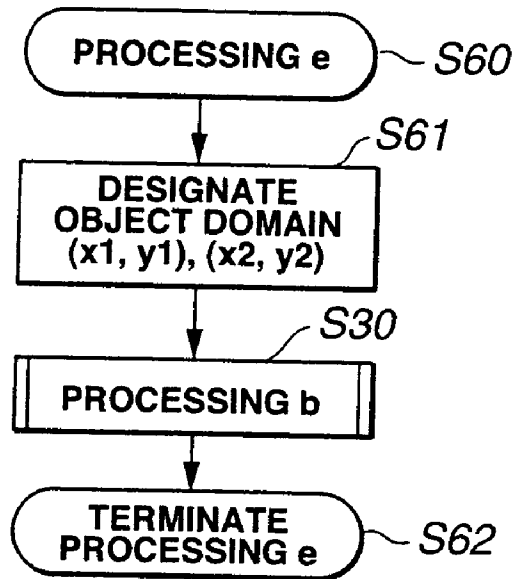 PROCESSING e
S60
S61
DESIGNATE
OBJECT DOMAIN
(x1, y1), (x2, y2)
S30
PROCESSING b
TERMINATE
PROCESSING e
S62